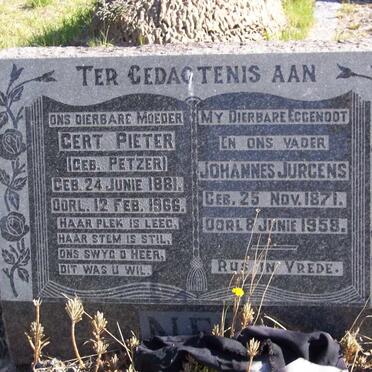 TER GEDAGTENIS AAN
ONS DIERBARE MOEDER
GERT PIETER
(GEB. PETZER)
GEB. 24 JUNIE 1881.
OORL. 12 FEB. 1966.
HAAR PLEK IS LEEG,
HAAR STEM IS STIL,
ONS SWYG O HEER,
DIT WAS U WIL.
MY DIERBARE EGGENOOT
EN ONS VADER
JOHANNES JURGENS
GEB. 25 NOV. 1871.
OORL 8 JUNIE 1958.
RUS IN VREDE.